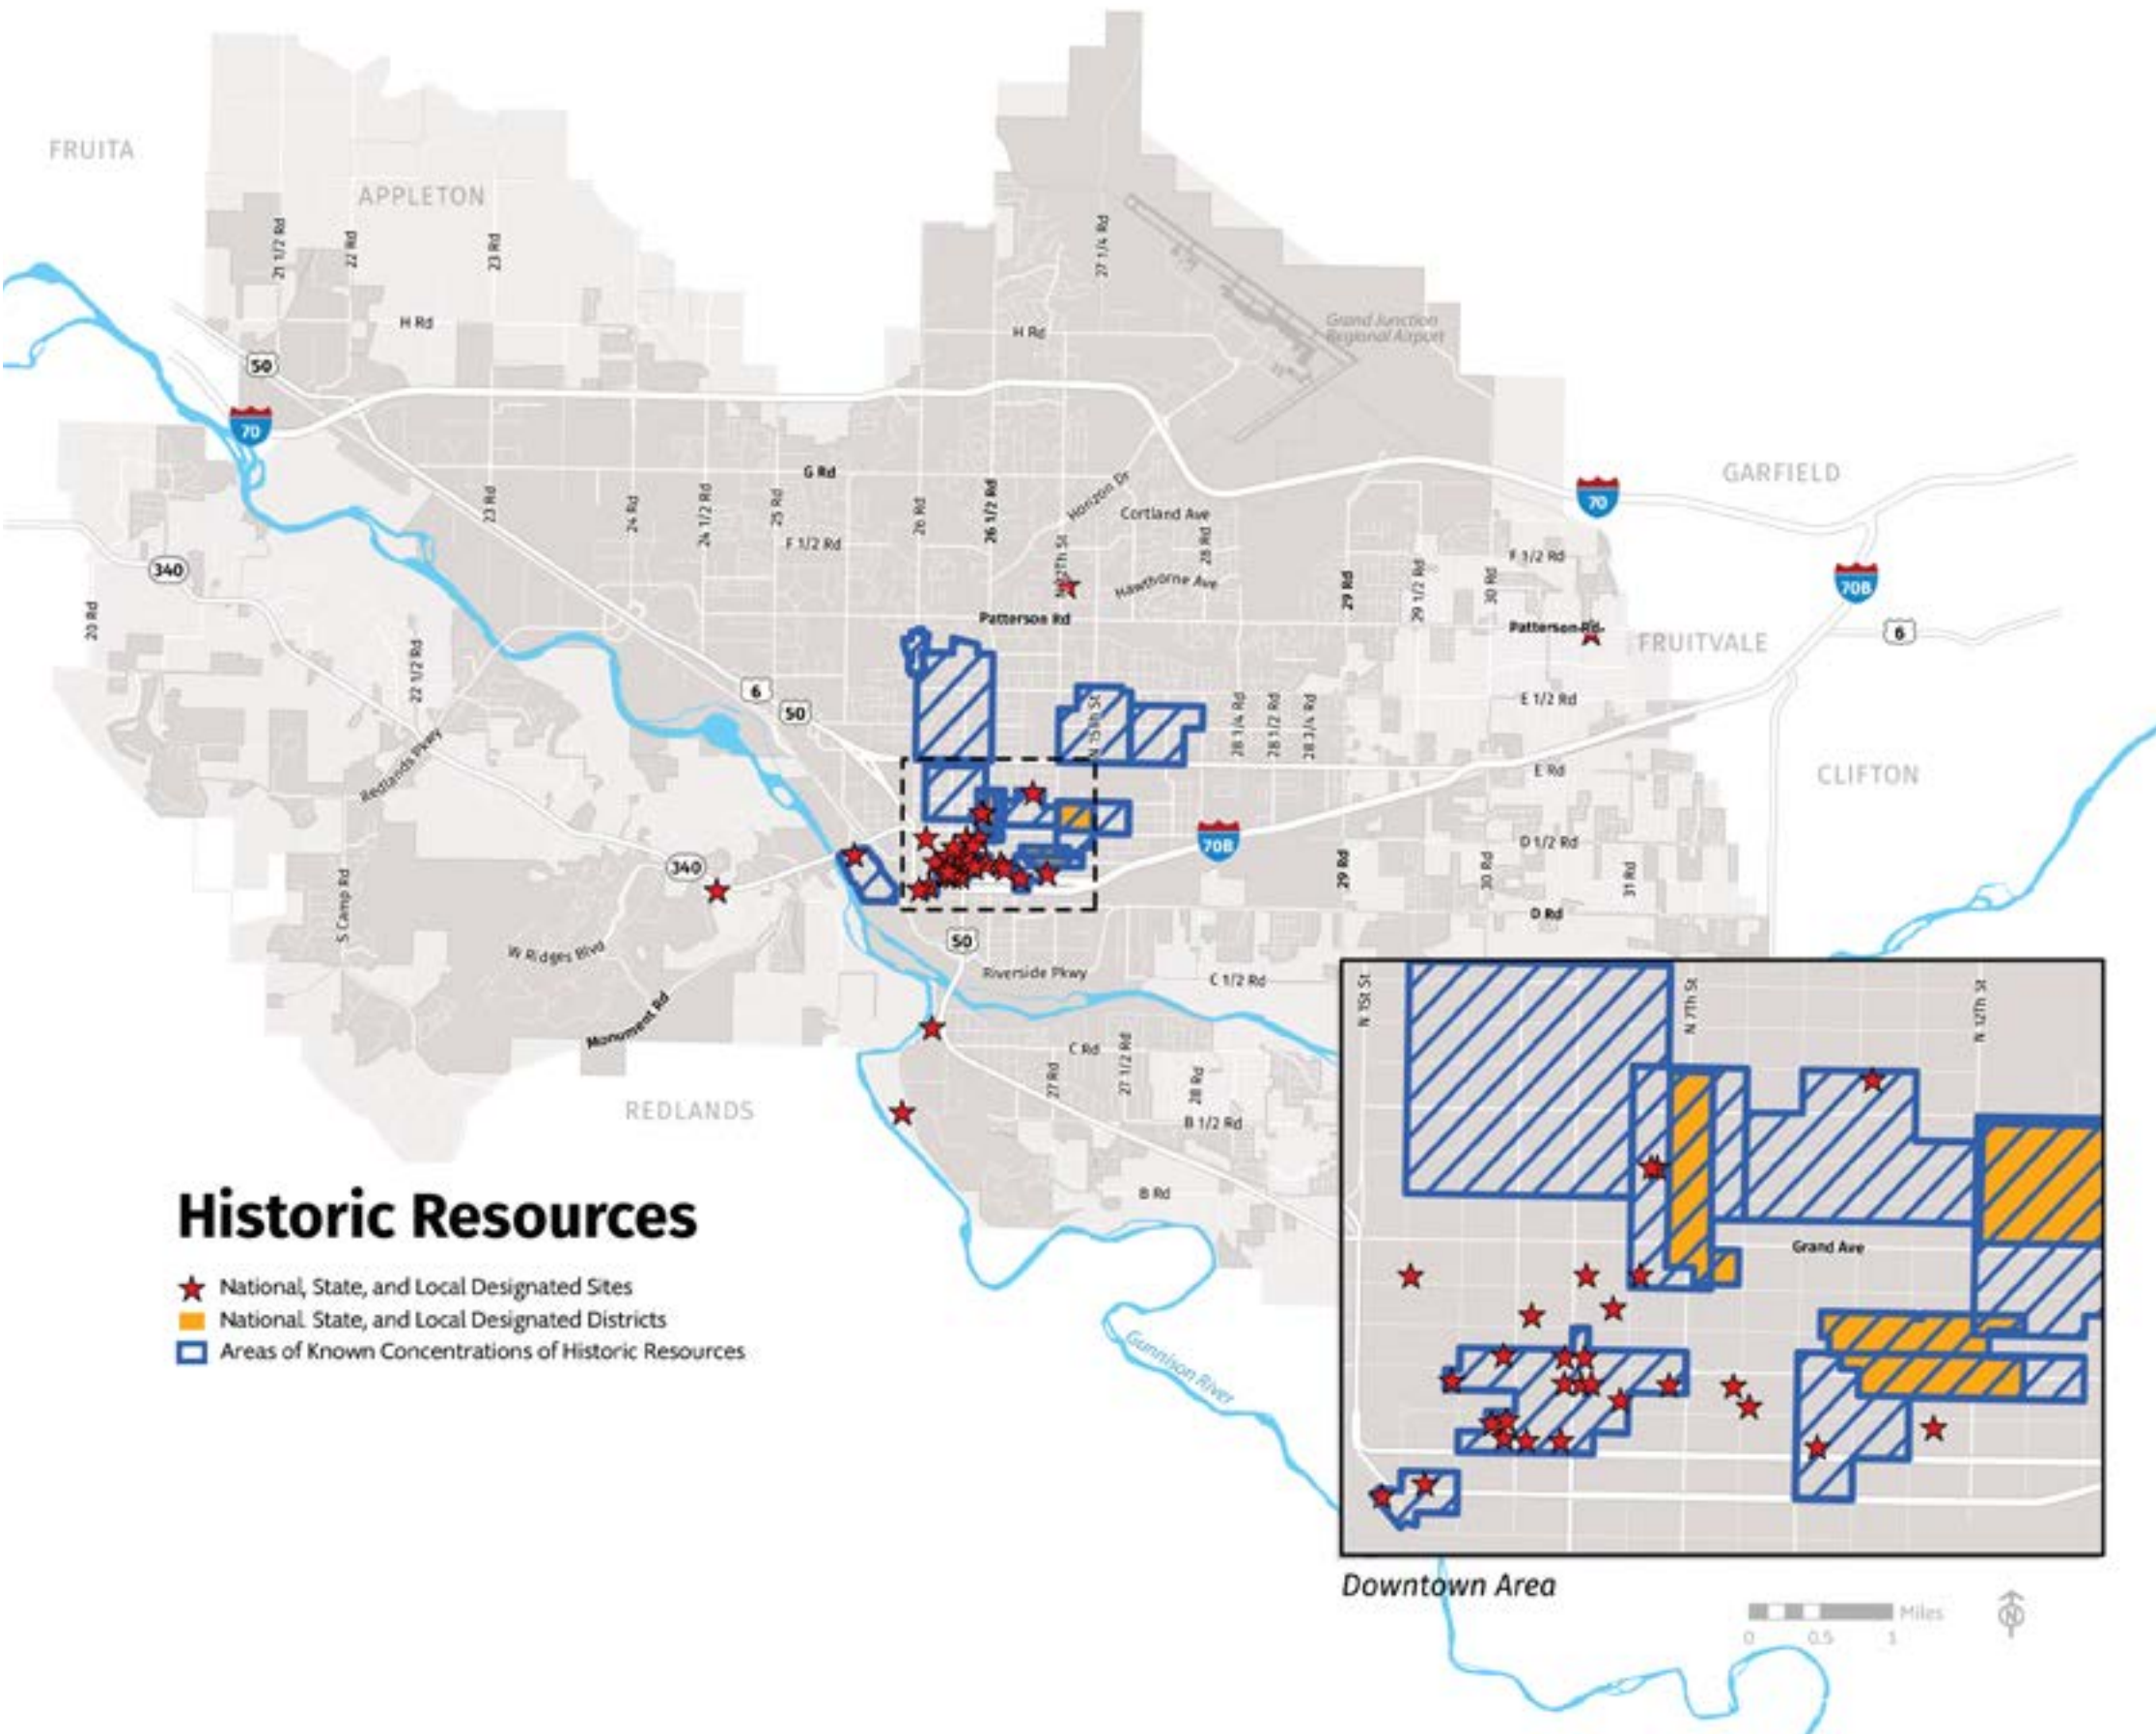 FRUITA
APPLETON
21 1/2 Rd
22 Rd
23 Rd
27 1/4 Rd
H Rd
H Rd
Grand Junction
Regional Airport
50
70
G Rd
GARFIELD
70
23 Rd
24 Rd
24 1/2 Rd
25 Rd
26 Rd
26 1/2 Rd
Horizon Dr
Cortland Ave
F 1/2 Rd
N 12Th St
28 Rd
F 1/2 Rd
340
Hawthorne Ave
29 Rd
29 1/2 Rd
30 Rd
70B
20 Rd
Patterson Rd
Patterson Rd
FRUITVALE
6
22 1/2 Rd
6
50
N 15th St
28 1/4 Rd
28 1/2 Rd
28 3/4 Rd
E 1/2 Rd
Redlands Pkwy
E Rd
CLIFTON
70B
D 1/2 Rd
340
29 Rd
30 Rd
31 Rd
S Camp Rd
D Rd
W Ridges Blvd
50
Riverside Pkwy
C 1/2 Rd
Monument Rd
C Rd
27 Rd
27 1/2 Rd
28 Rd
REDLANDS
B 1/2 Rd
B Rd
Gunnison River
N 1St St
N 7Th St
N 12Th St
Grand Ave
Historic Resources
National, State, and Local Designated Sites
National. State, and Local Designated Districts
Areas of Known Concentrations of Historic Resources
Downtown Area
Miles
0 0.5 1
N